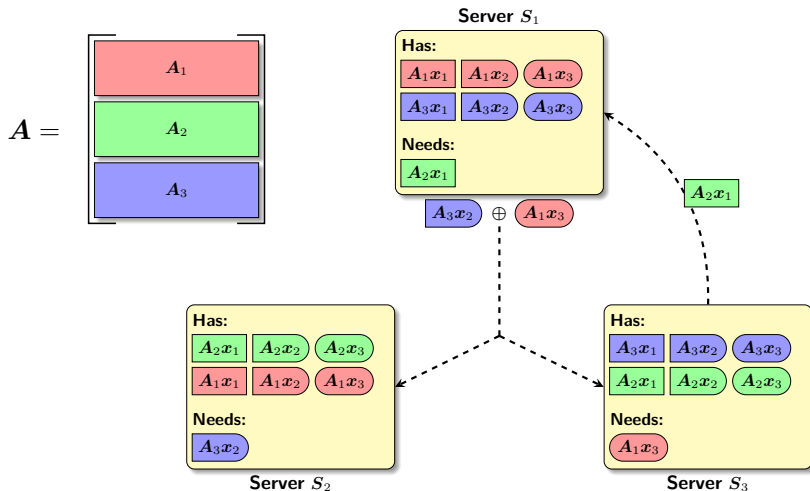 Server S₁
Has:
A₁x₁ A₁x₂ A₁x₃
A₃x₁ A₃x₂ A₃x₃
Needs:
A₂x₁
A₃x₂ ⊕ A₁x₃
A =
A₁
A₂
A₃
A₂x₁
Has:
A₂x₁ A₂x₂ A₂x₃
A₁x₁ A₁x₂ A₁x₃
Needs:
A₃x₂
Server S₂
Has:
A₃x₁ A₃x₂ A₃x₃
A₂x₁ A₂x₂ A₂x₃
Needs:
A₁x₃
Server S₃